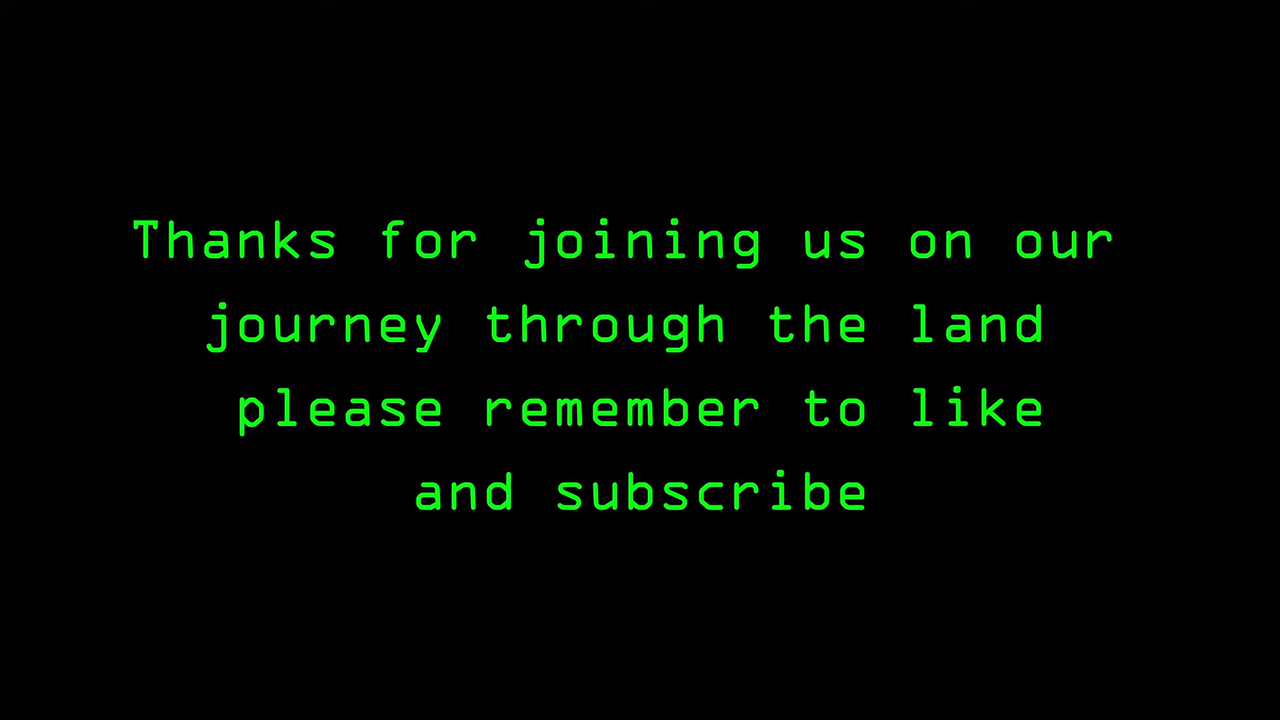 Thanks for joining us on our
journey through the land
please remember to like
and subscribe